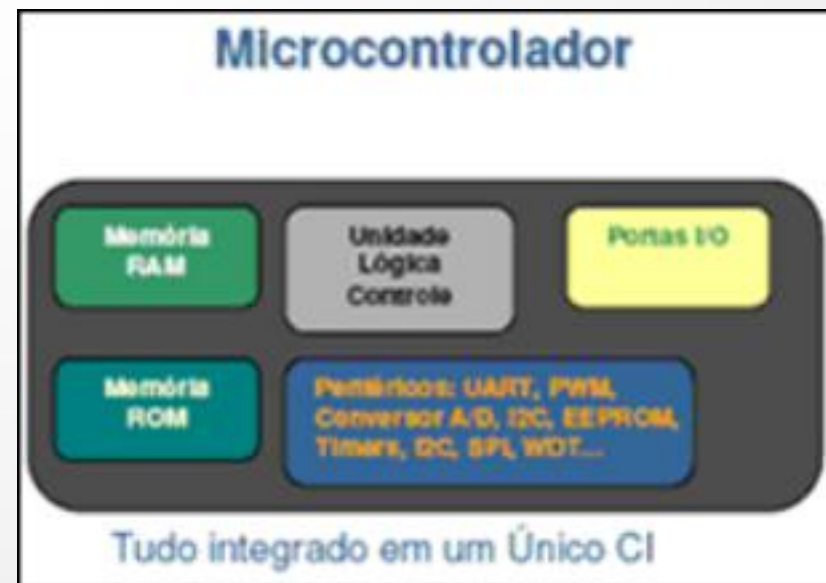 Microcontrolador
Memória
RAM
Unidade
Lógica
Controle
Portas I/O
Memória
ROM
Periféricos: UART, PWM,
Conversor A/D, I2C, EEPROM,
Timers, I2C, SPI, WDT...
Tudo integrado em um Único CI